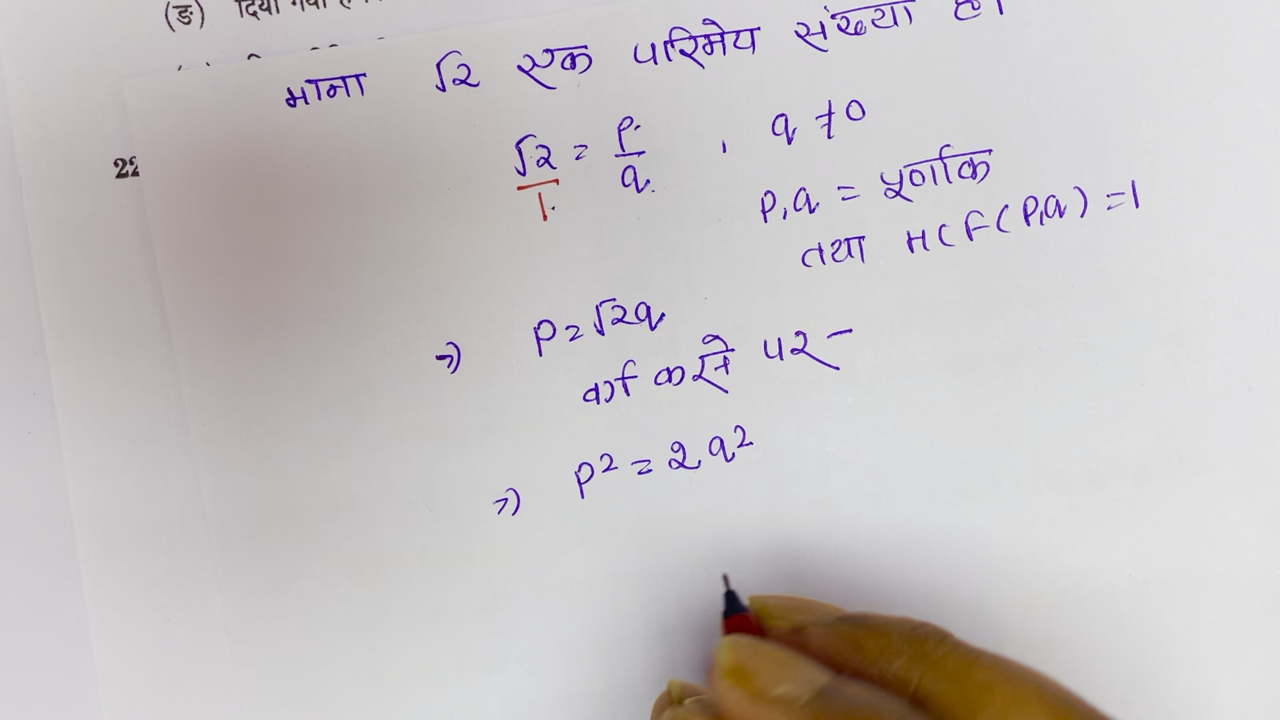 (ङ) दिया गया
माना √2 एक परिमेय संख्या है।
22
√2 = p/q , q ≠ 0
1
p,q = पूर्णांक
तथा HCF(P,q) = 1
=> p = √2q
वर्ग करने पर -
=> p² = 2q²